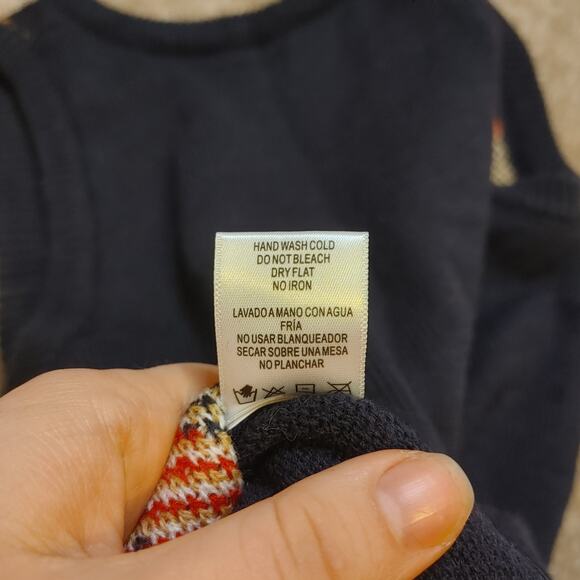 HAND WASH COLD
DO NOT BLEACH
DRY FLAT
NO IRON
LAVADO A MANO CON AGUA
FRÍA
NO USAR BLANQUEADOR
SECAR SOBRE UNA MESA
NO PLANCHAR